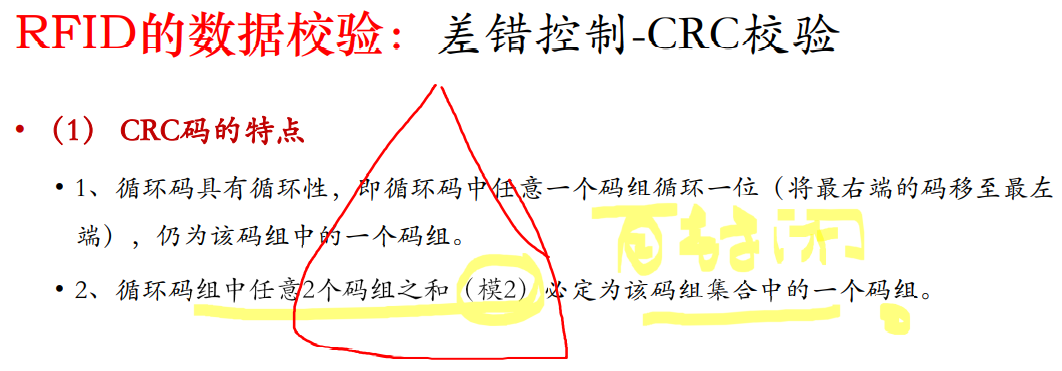 RFID的数据校验：差错控制-CRC校验
• （1） CRC码的特点
• 1、循环码具有循环性，即循环码中任意一个码组循环一位（将最右端的码移至最左
端），仍为该码组中的一个码组。
• 2、循环码组中任意2个码组之和（模2）必定为该码组集合中的一个码组。